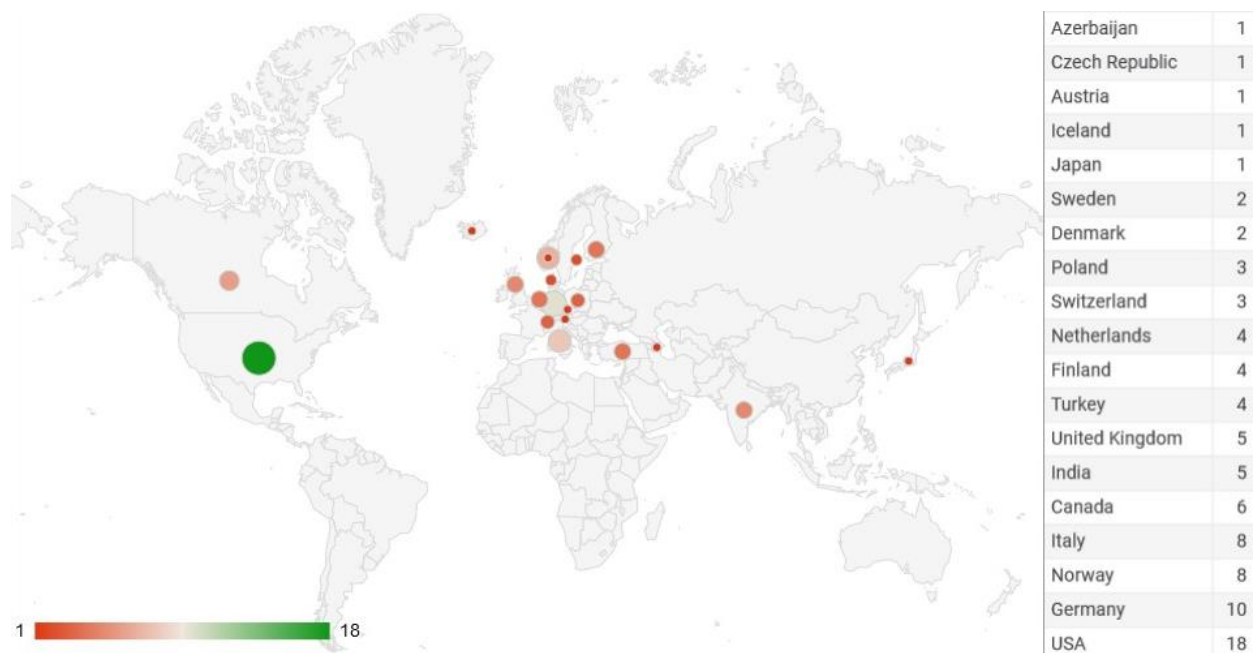 Azerbaijan 1
Czech Republic 1
Austria 1
Iceland 1
Japan 1
Sweden 2
Denmark 2
Poland 3
Switzerland 3
Netherlands 4
Finland 4
Turkey 4
United Kingdom 5
India 5
Canada 6
Italy 8
Norway 8
Germany 10
USA 18
1 18